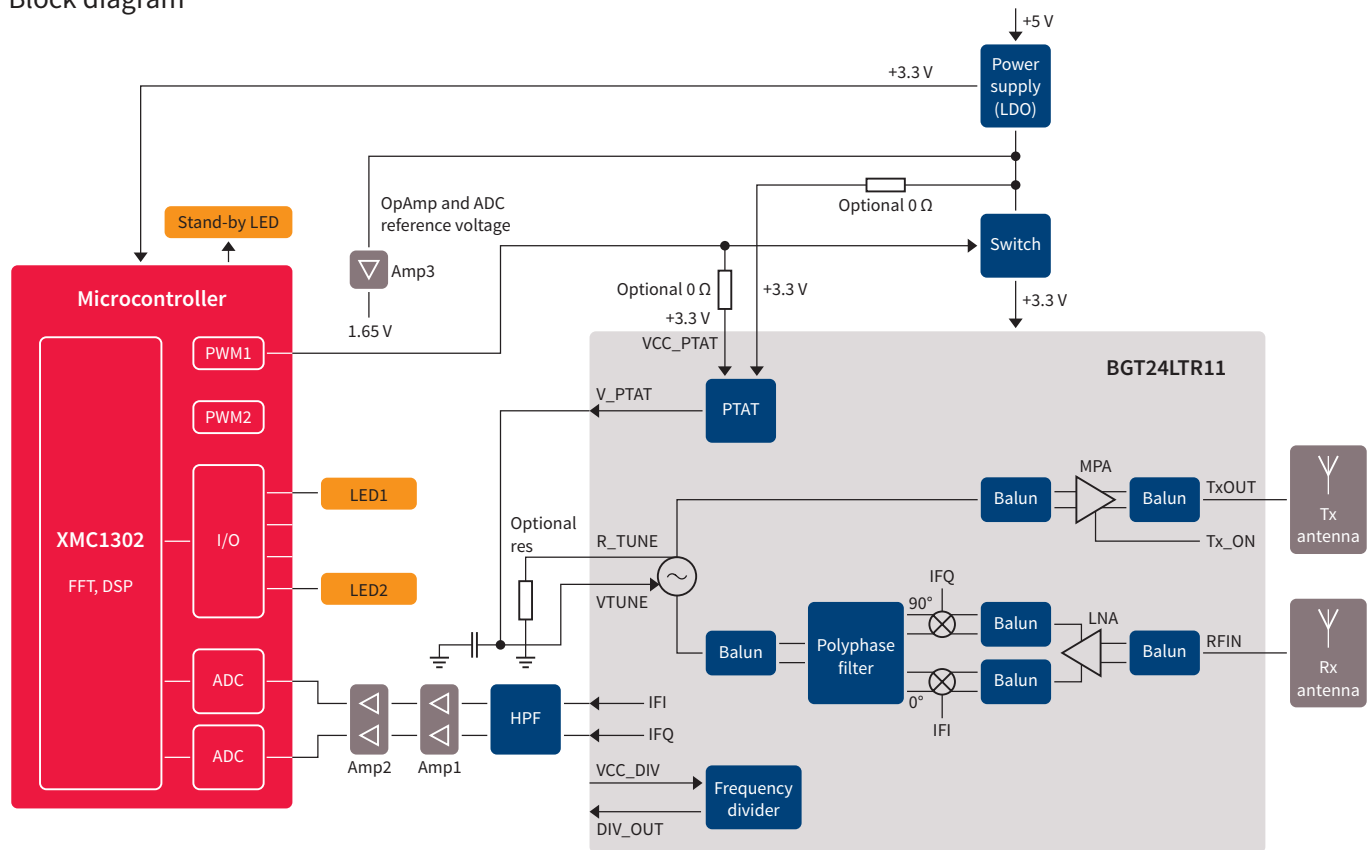 Block diagram
+5 V
Power
supply
(LDO)
+3.3 V
Optional 0 Ω
OpAmp and ADC
reference voltage
Stand-by LED
Switch
Amp3
Optional 0 Ω
+3.3 V
+3.3 V
+3.3 V
1.65 V
VCC_PTAT
Microcontroller
PWM1
PWM2
XMC1302
FFT, DSP
I/O
ADC
ADC
LED1
LED2
BGT24LTR11
V_PTAT
PTAT
Optional
res
R_TUNE
VTUNE
Balun
MPA
Balun
TxOUT
Tx_ON
Tx
antenna
IFQ
90°
Balun
LNA
Balun
Polyphase
filter
Balun
Balun
RFIN
0°
IFI
Rx
antenna
HPF
IFI
IFQ
Amp2
Amp1
VCC_DIV
Frequency
divider
DIV_OUT